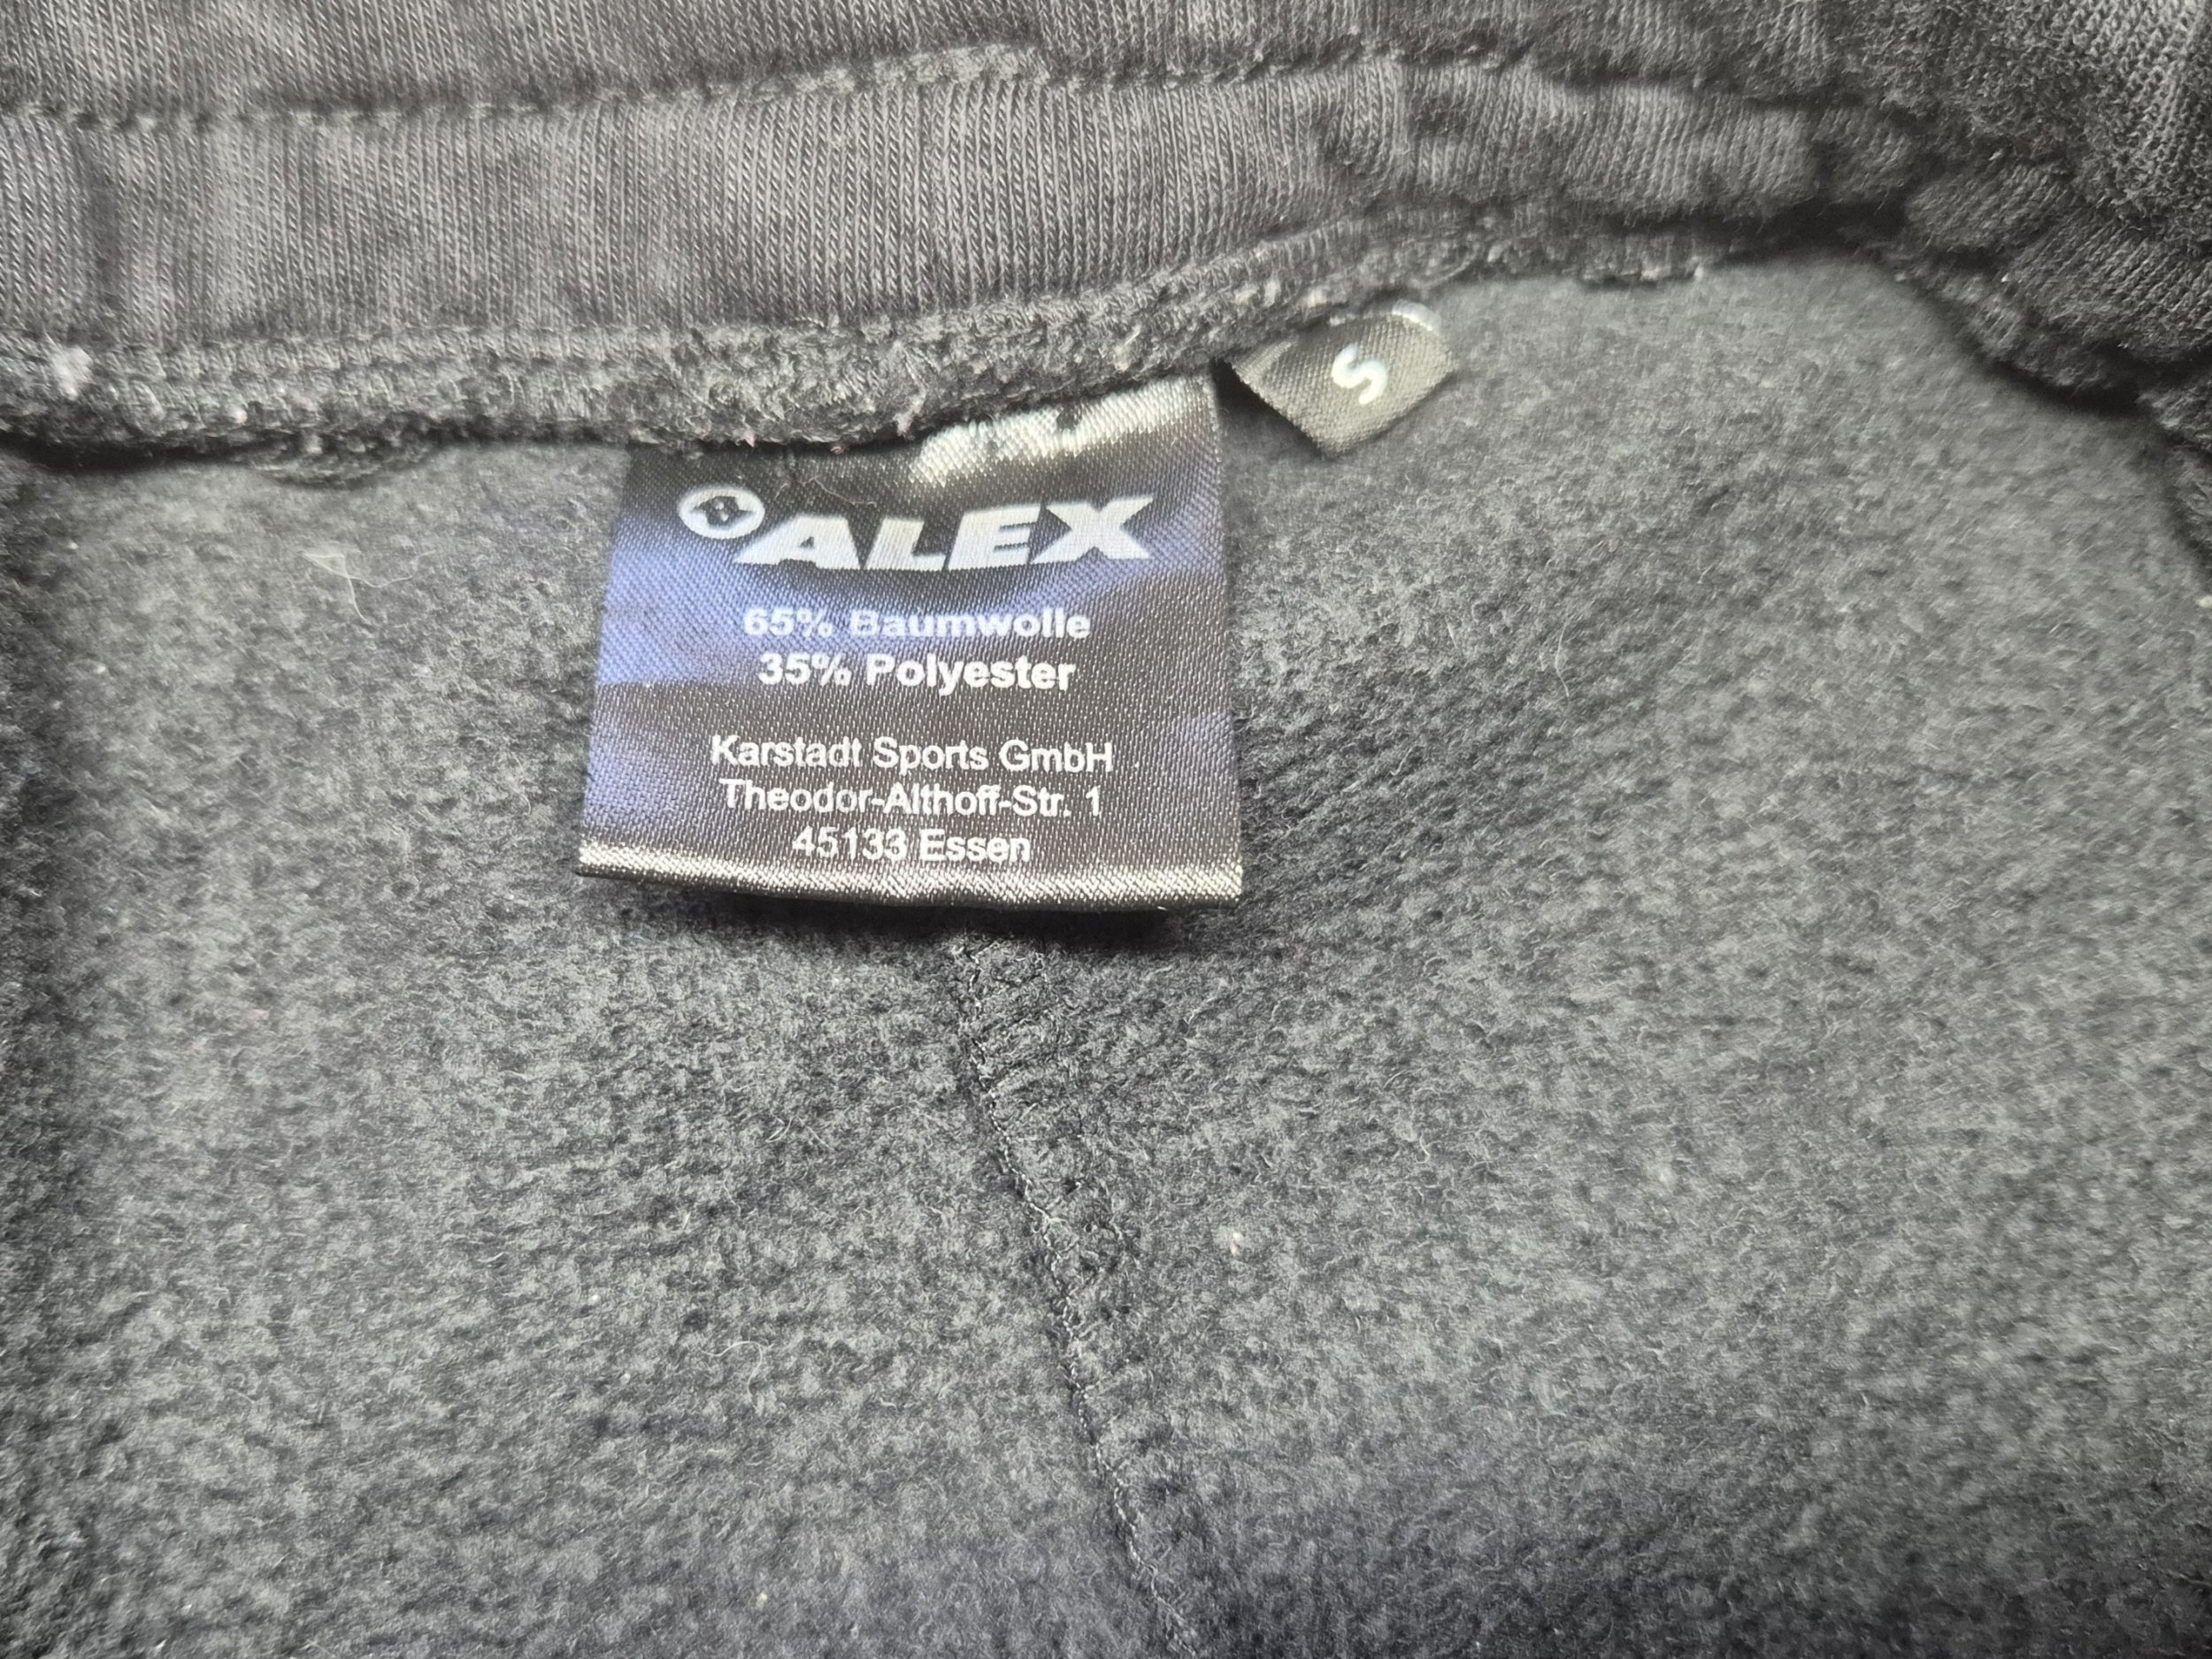 S
ALEX
65% Baumwolle
35% Polyester
Karstadt Sports GmbH
Theodor-Althoff-Str. 1
45133 Essen